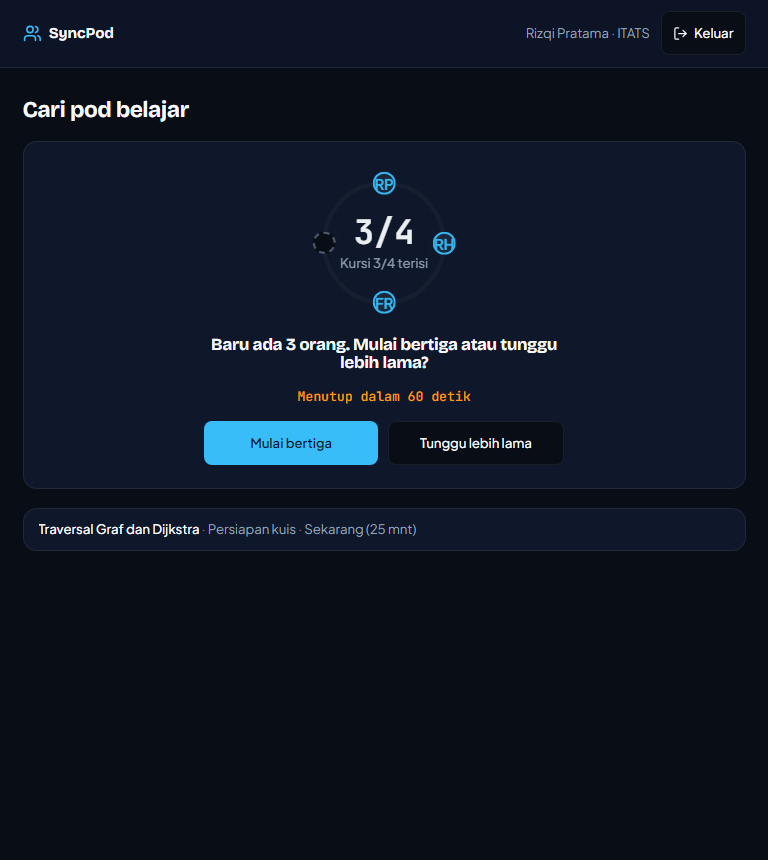 SyncPod
Rizqi Pratama · ITATS
Keluar
Cari pod belajar
RP
3/4
RH
Kursi 3/4 terisi
FR
Baru ada 3 orang. Mulai bertiga atau tunggu
lebih lama?
Menutup dalam 60 detik
Mulai bertiga
Tunggu lebih lama
Traversal Graf dan Dijkstra · Persiapan kuis · Sekarang (25 mnt)